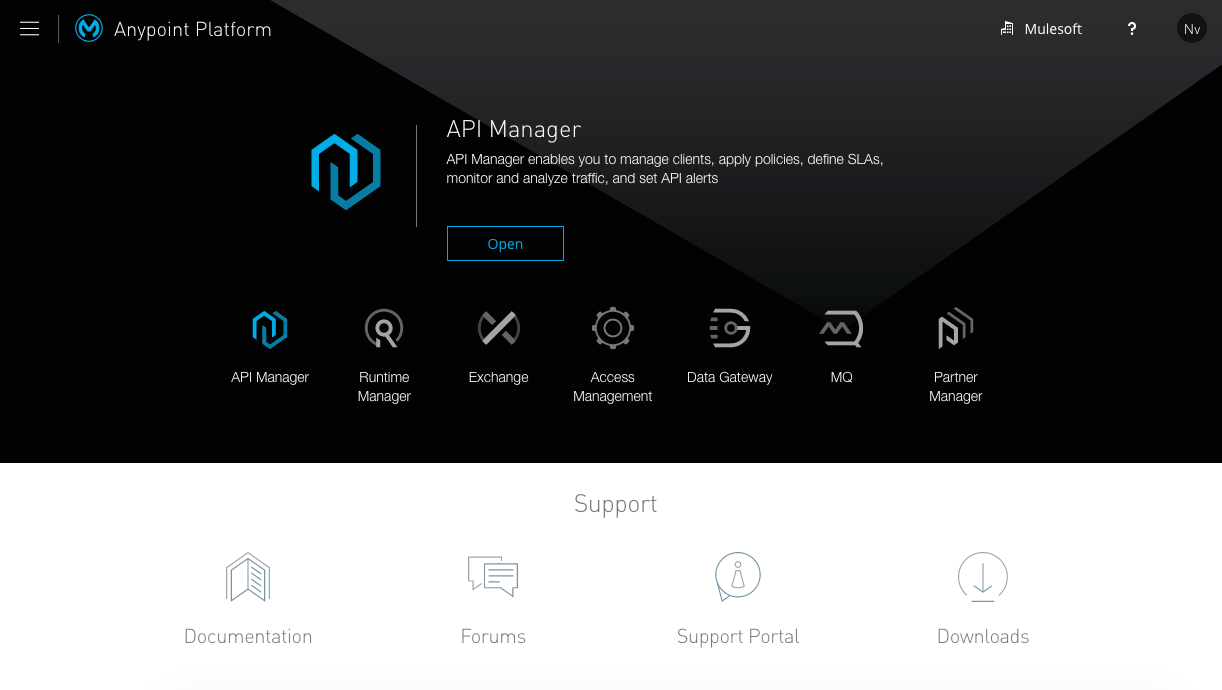 Anypoint Platform
Mulesoft
?
Nv
API Manager
API Manager enables you to manage clients, apply policies, define SLAs,
monitor and analyze traffic, and set API alerts
Open
API Manager
Runtime
Manager
Exchange
Access
Management
Data Gateway
MQ
Partner
Manager
Support
Documentation
Forums
Support Portal
Downloads